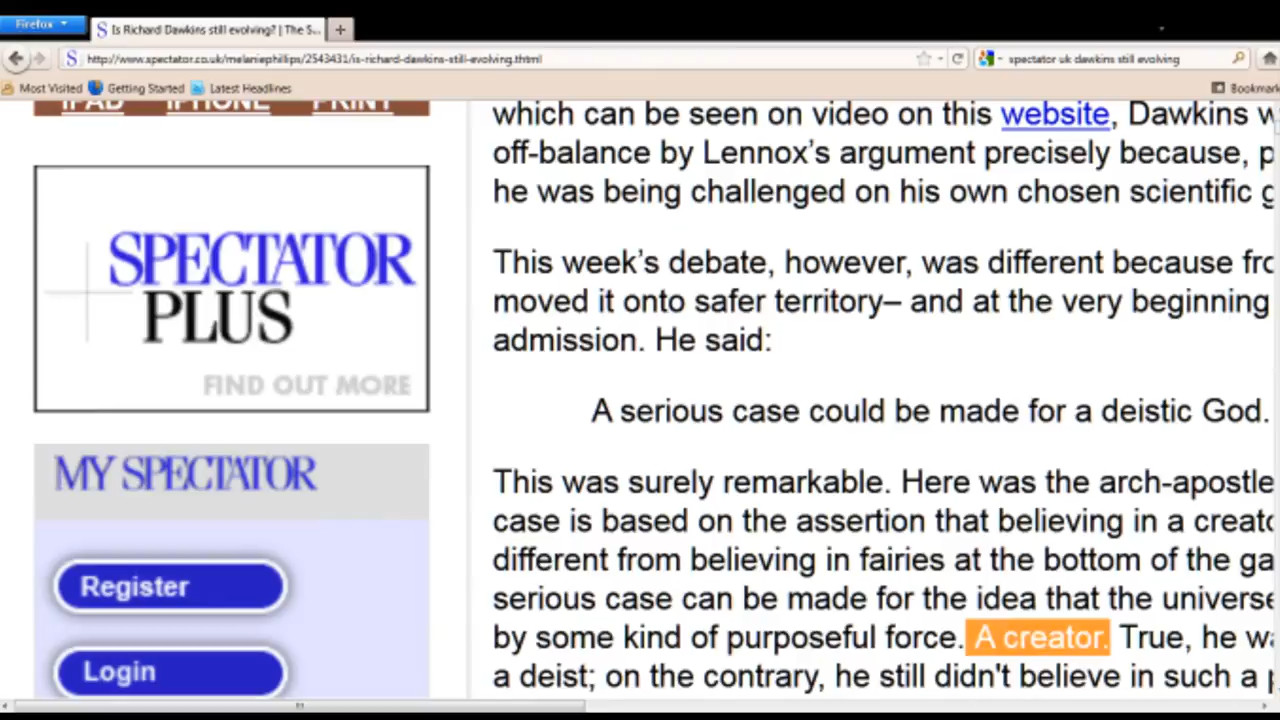 Firefox
Is Richard Dawkins still evolving? | The S...
http://www.spectator.co.uk/melaniephillips/2543431/is-richard-dawkins-still-evolving.thtml
spectator uk dawkins still evolving
Most Visited
Getting Started
Latest Headlines
Bookmark
IPAD
IPHONE
PRINT
SPECTATOR
PLUS
FIND OUT MORE
MY SPECTATOR
Register
Login
which can be seen on video on this website, Dawkins w
off-balance by Lennox’s argument precisely because, p
he was being challenged on his own chosen scientific g
This week’s debate, however, was different because fro
moved it onto safer territory– and at the very beginning
admission. He said:
A serious case could be made for a deistic God.
This was surely remarkable. Here was the arch-apostle
case is based on the assertion that believing in a creato
different from believing in fairies at the bottom of the ga
serious case can be made for the idea that the universe
by some kind of purposeful force. A creator. True, he wa
a deist; on the contrary, he still didn't believe in such a p